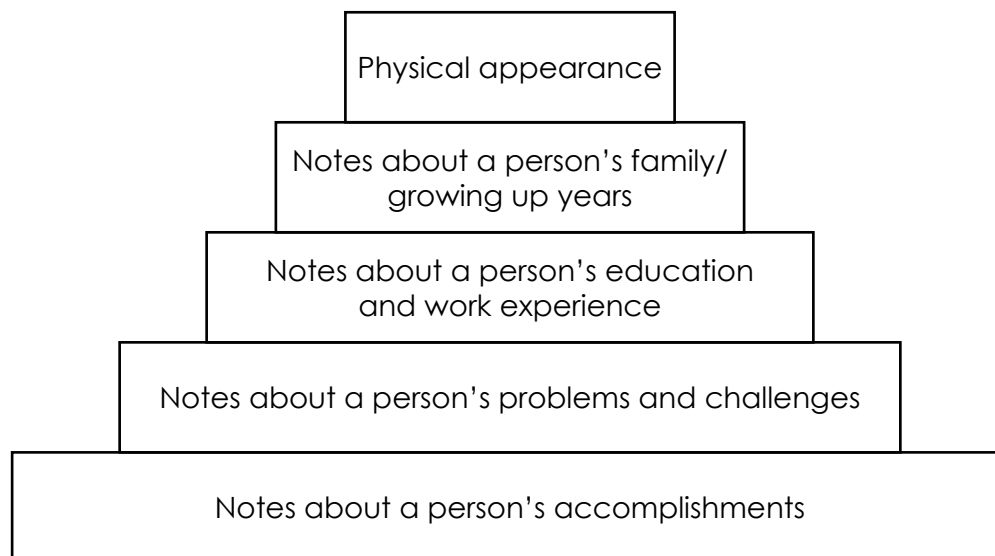 Physical appearance
Notes about a person’s family/
growing up years
Notes about a person’s education
and work experience
Notes about a person’s problems and challenges
Notes about a person’s accomplishments